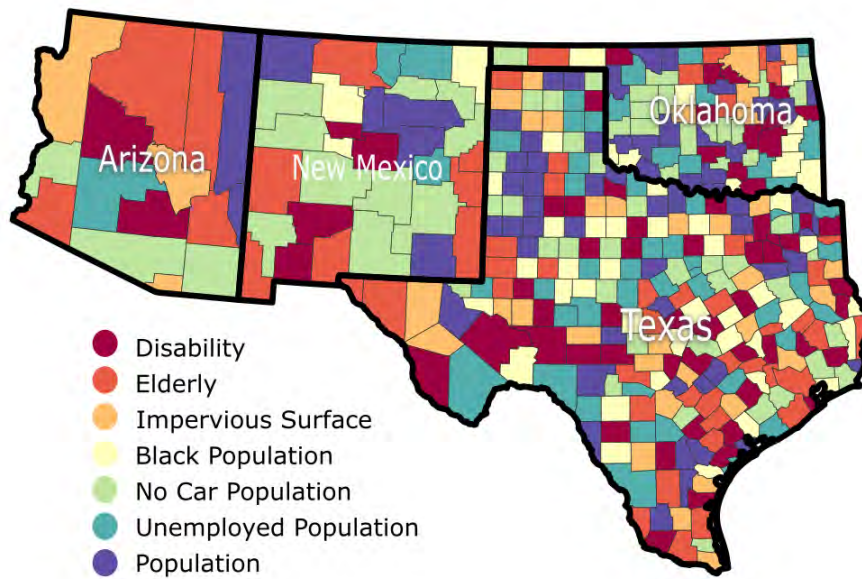 Oklahoma
Arizona
New Mexico
Texas
Disability
Elderly
Impervious Surface
Black Population
No Car Population
Unemployed Population
Population